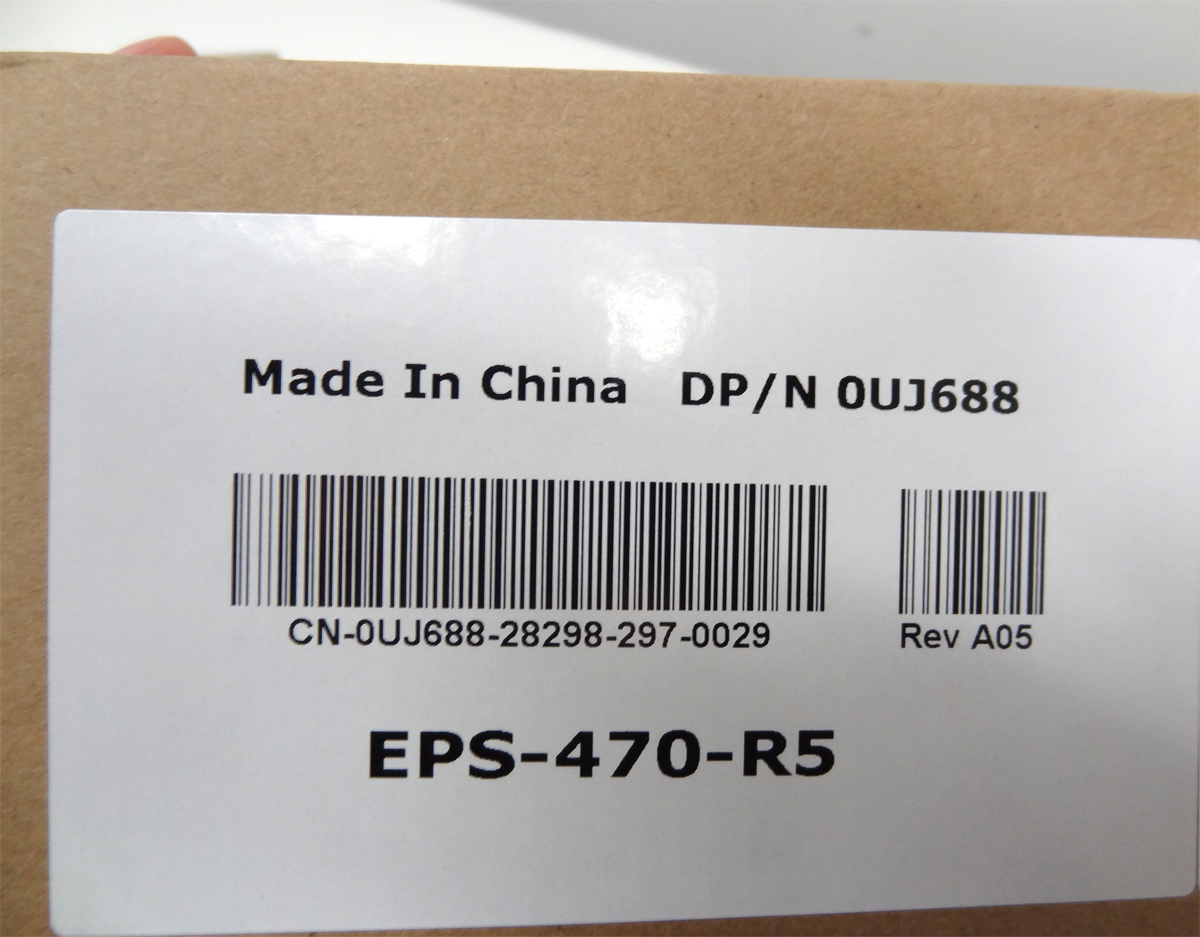 Made In China DP/N 0UJ688
CN-0UJ688-28298-297-0029 Rev A05
EPS-470-R5